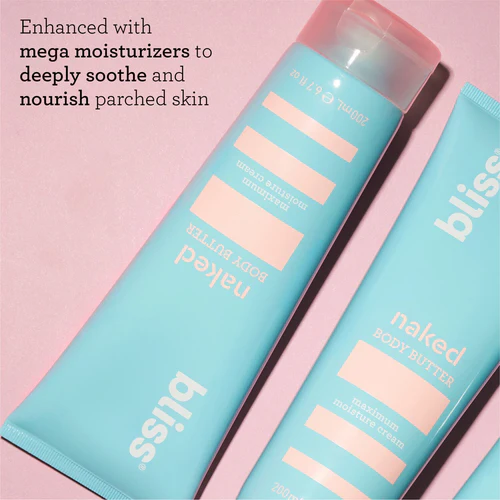 Enhanced with
mega moisturizers to
deeply soothe and
nourish parched skin
200mL ℮ 6.7 fl oz
maximum
moisture cream
naked
BODY BUTTER
bliss®
bliss®
naked
BODY BUTTER
maximum
moisture cream